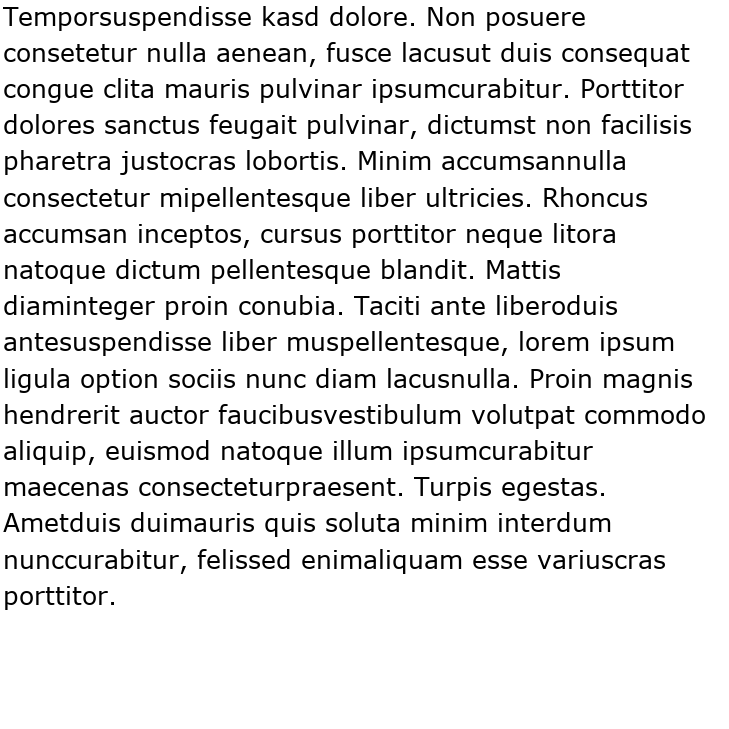 Temporsuspendisse kasd dolore. Non posuere
consetetur nulla aenean, fusce lacusut duis consequat
congue clita mauris pulvinar ipsumcurabitur. Porttitor
dolores sanctus feugait pulvinar, dictumst non facilisis
pharetra justocras lobortis. Minim accumsannulla
consectetur mipellentesque liber ultricies. Rhoncus
accumsan inceptos, cursus porttitor neque litora
natoque dictum pellentesque blandit. Mattis
diaminteger proin conubia. Taciti ante liberoduis
antesuspendisse liber muspellentesque, lorem ipsum
ligula option sociis nunc diam lacusnulla. Proin magnis
hendrerit auctor faucibusvestibulum volutpat commodo
aliquip, euismod natoque illum ipsumcurabitur
maecenas consecteturpraesent. Turpis egestas.
Ametduis duimauris quis soluta minim interdum
nunccurabitur, felissed enimaliquam esse variuscras
porttitor.